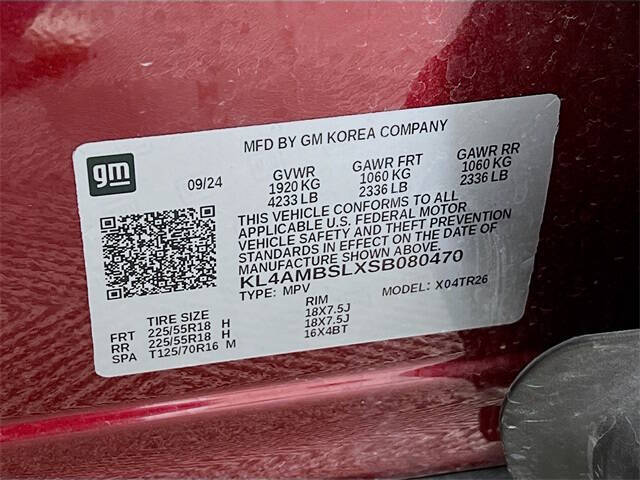 MFD BY GM KOREA COMPANY
gm
09/24
GVWR GAWR FRT GAWR RR
1920 KG 1060 KG 1060 KG
4233 LB 2336 LB 2336 LB
THIS VEHICLE CONFORMS TO ALL
APPLICABLE U.S. FEDERAL MOTOR
VEHICLE SAFETY AND THEFT PREVENTION
STANDARDS IN EFFECT ON THE DATE OF
MANUFACTURE SHOWN ABOVE.
KL4AMBSLXSB080470
TYPE: MPV MODEL: X04TR26
TIRE SIZE RIM
FRT 225/55R18 H 18X7.5J
RR 225/55R18 H 18X7.5J
SPA T125/70R16 M 16X4BT